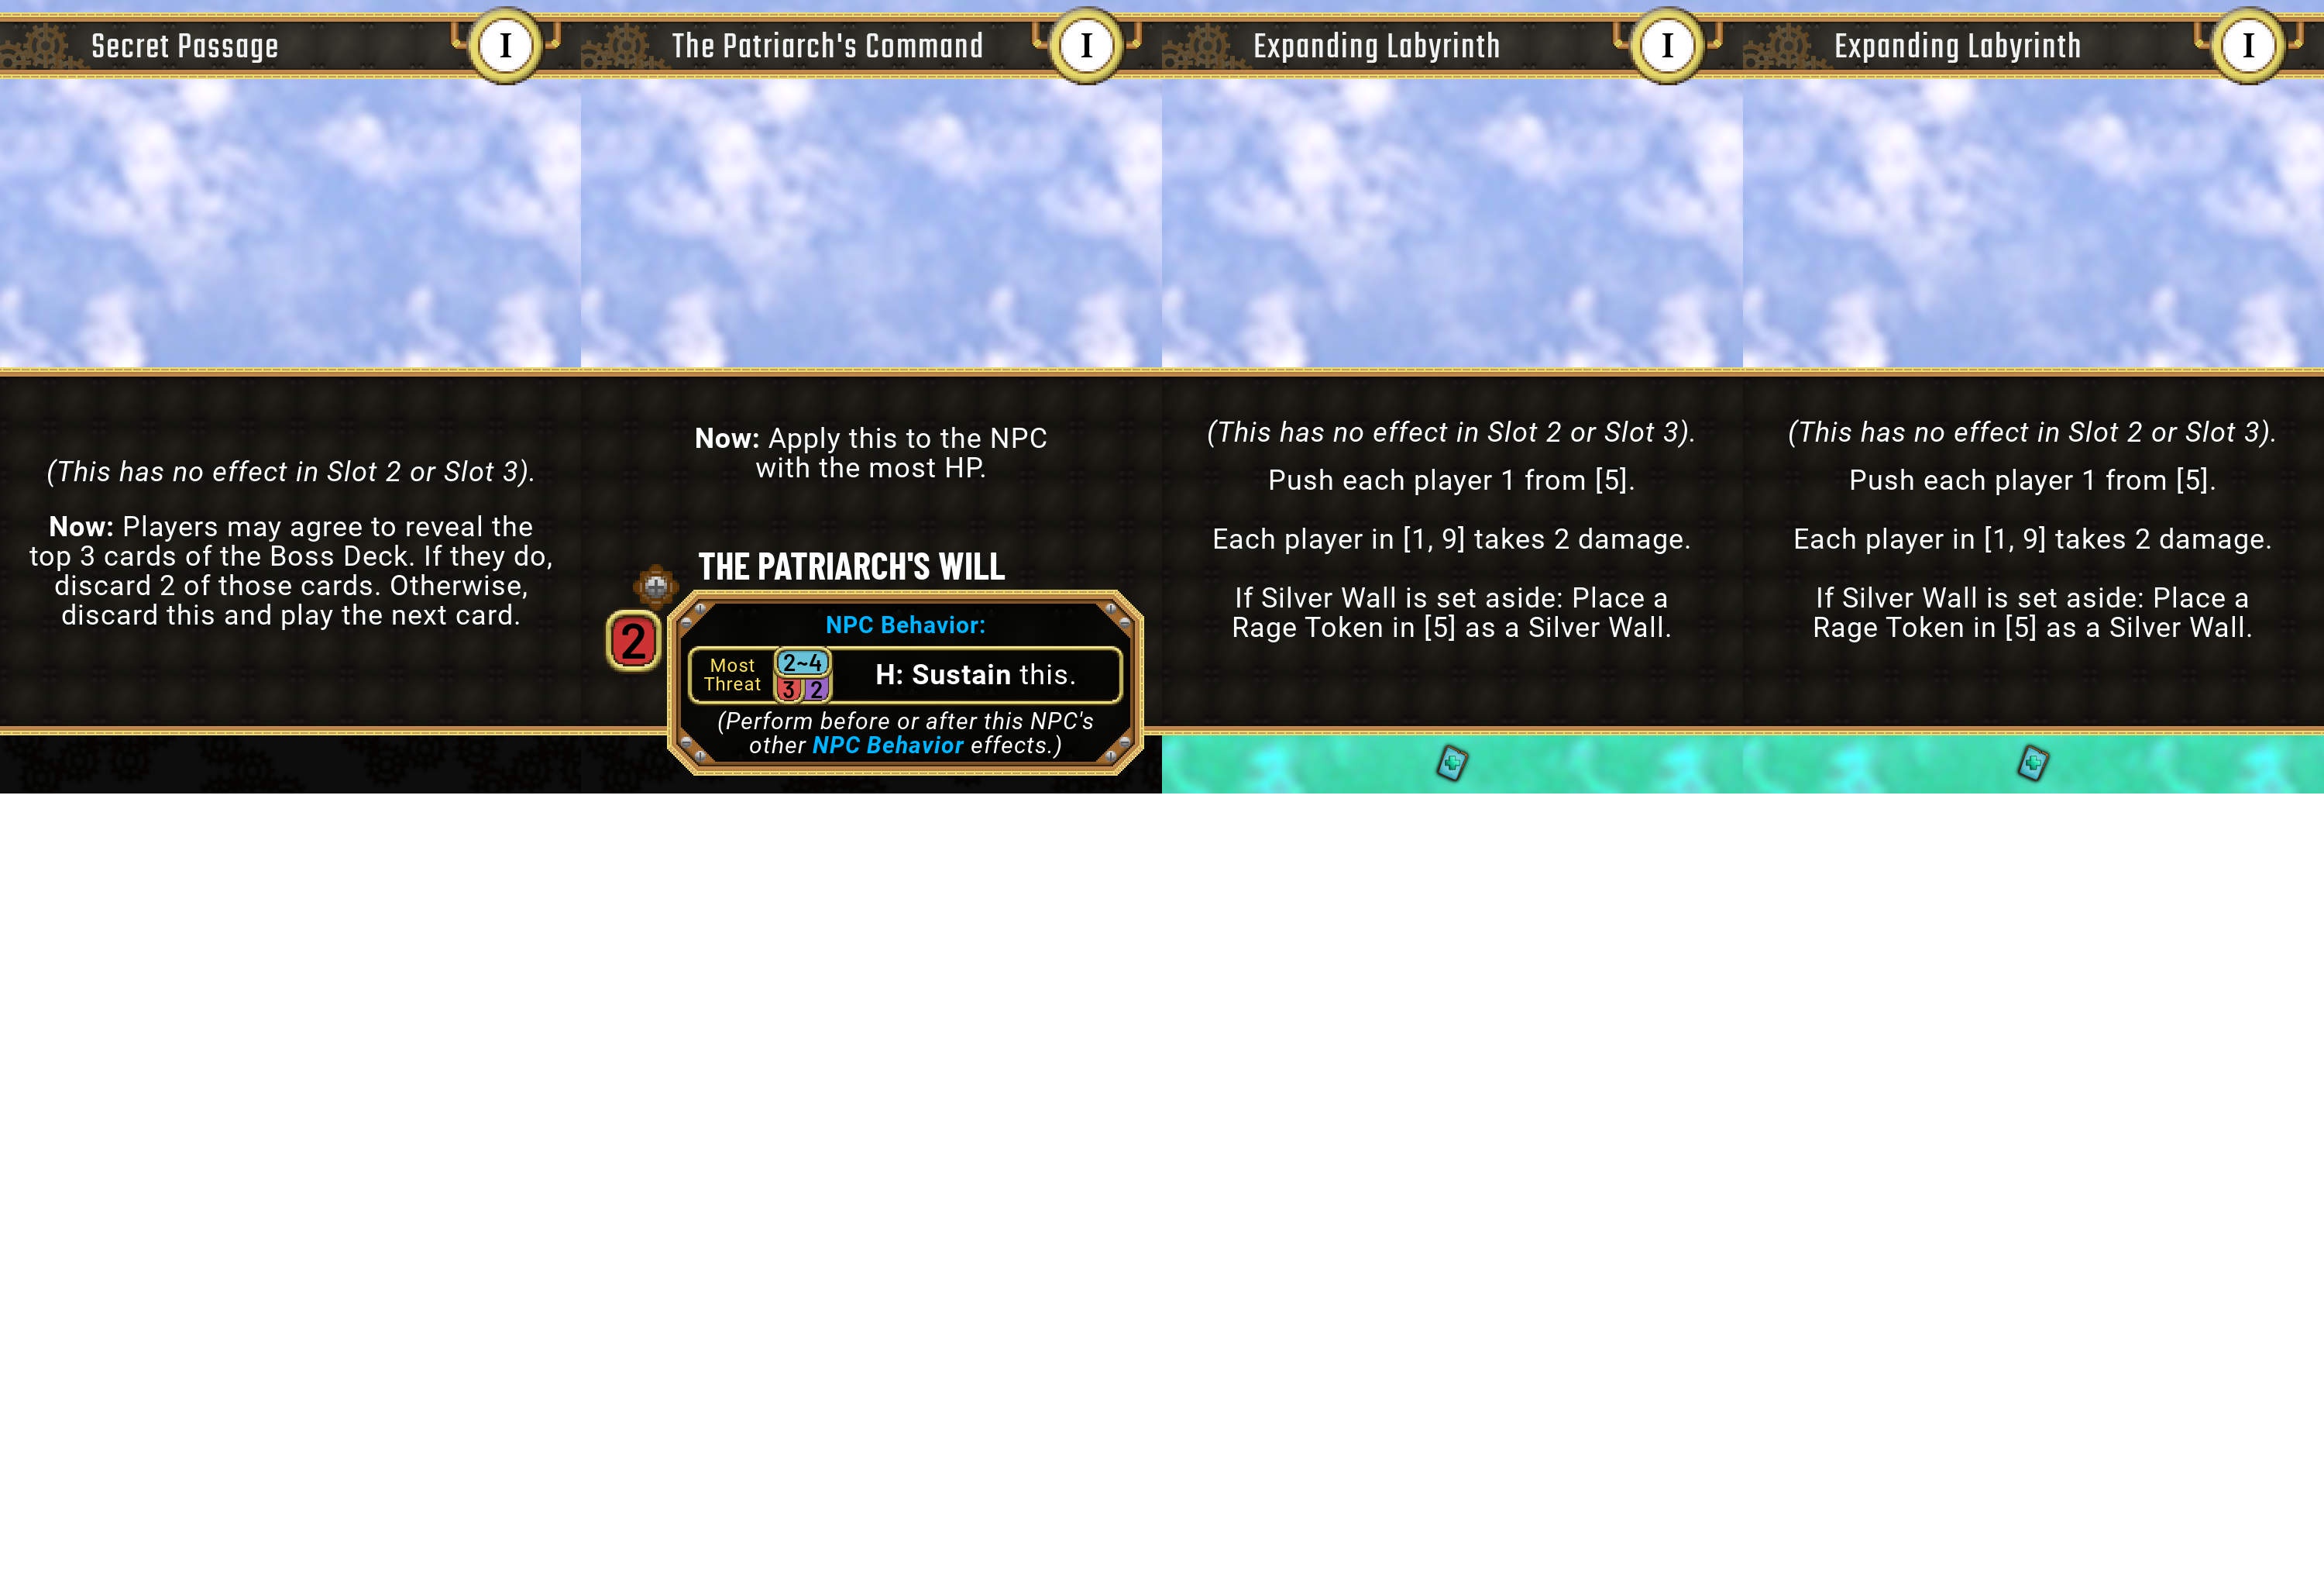 Secret Passage
I
(This has no effect in Slot 2 or Slot 3).
Now: Players may agree to reveal the
top 3 cards of the Boss Deck. If they do,
discard 2 of those cards. Otherwise,
discard this and play the next card.
The Patriarch's Command
I
Now: Apply this to the NPC
with the most HP.
THE PATRIARCH'S WILL
2
NPC Behavior:
Most
Threat
2~4
3 2
H: Sustain this.
(Perform before or after this NPC's
other NPC Behavior effects.)
Expanding Labyrinth
I
(This has no effect in Slot 2 or Slot 3).
Push each player 1 from [5].
Each player in [1, 9] takes 2 damage.
If Silver Wall is set aside: Place a
Rage Token in [5] as a Silver Wall.
Expanding Labyrinth
I
(This has no effect in Slot 2 or Slot 3).
Push each player 1 from [5].
Each player in [1, 9] takes 2 damage.
If Silver Wall is set aside: Place a
Rage Token in [5] as a Silver Wall.